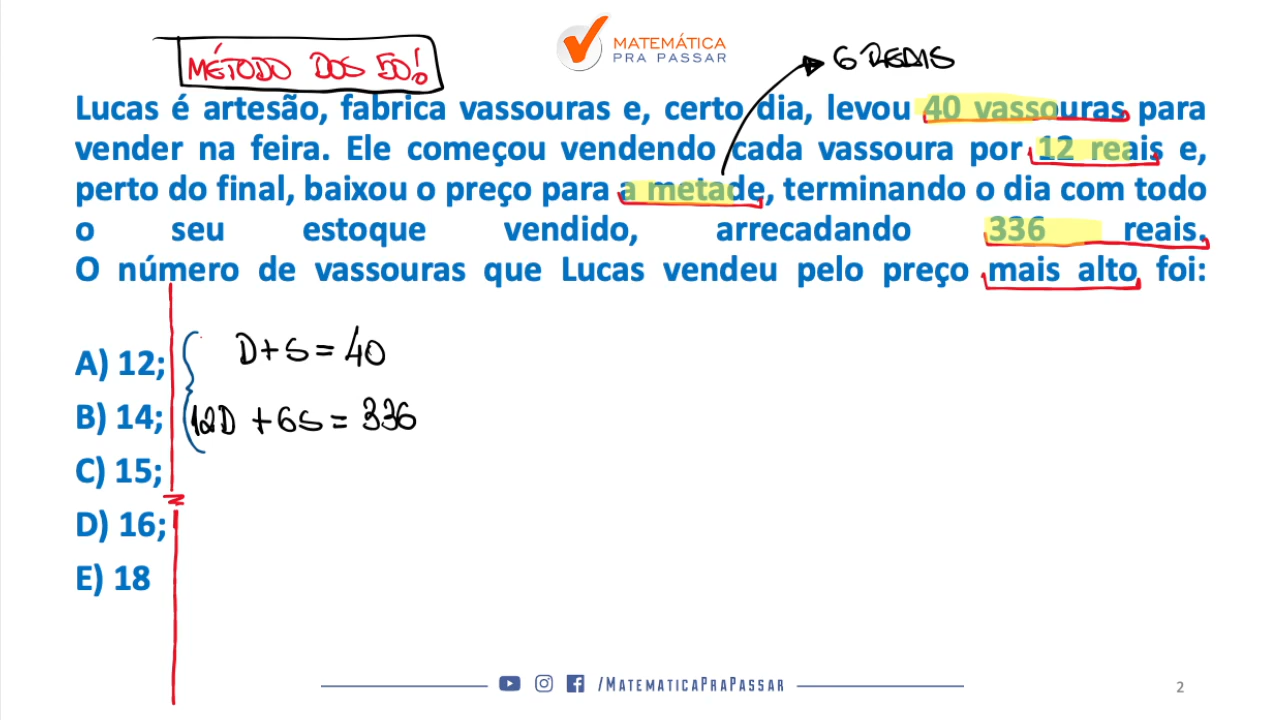 MATEMÁTICA
PRA PASSAR
MÉTODO DOS 50!
6 REAIS
Lucas é artesão, fabrica vassouras e, certo dia, levou 40 vassouras para
vender na feira. Ele começou vendendo cada vassoura por 12 reais e,
perto do final, baixou o preço para a metade, terminando o dia com todo
o seu estoque vendido, arrecadando 336 reais.
O número de vassouras que Lucas vendeu pelo preço mais alto foi:
A) 12;
B) 14;
C) 15;
D) 16;
E) 18
D+S=40
12D+6S=336
/MATEMATICAPRAPASSAR
2